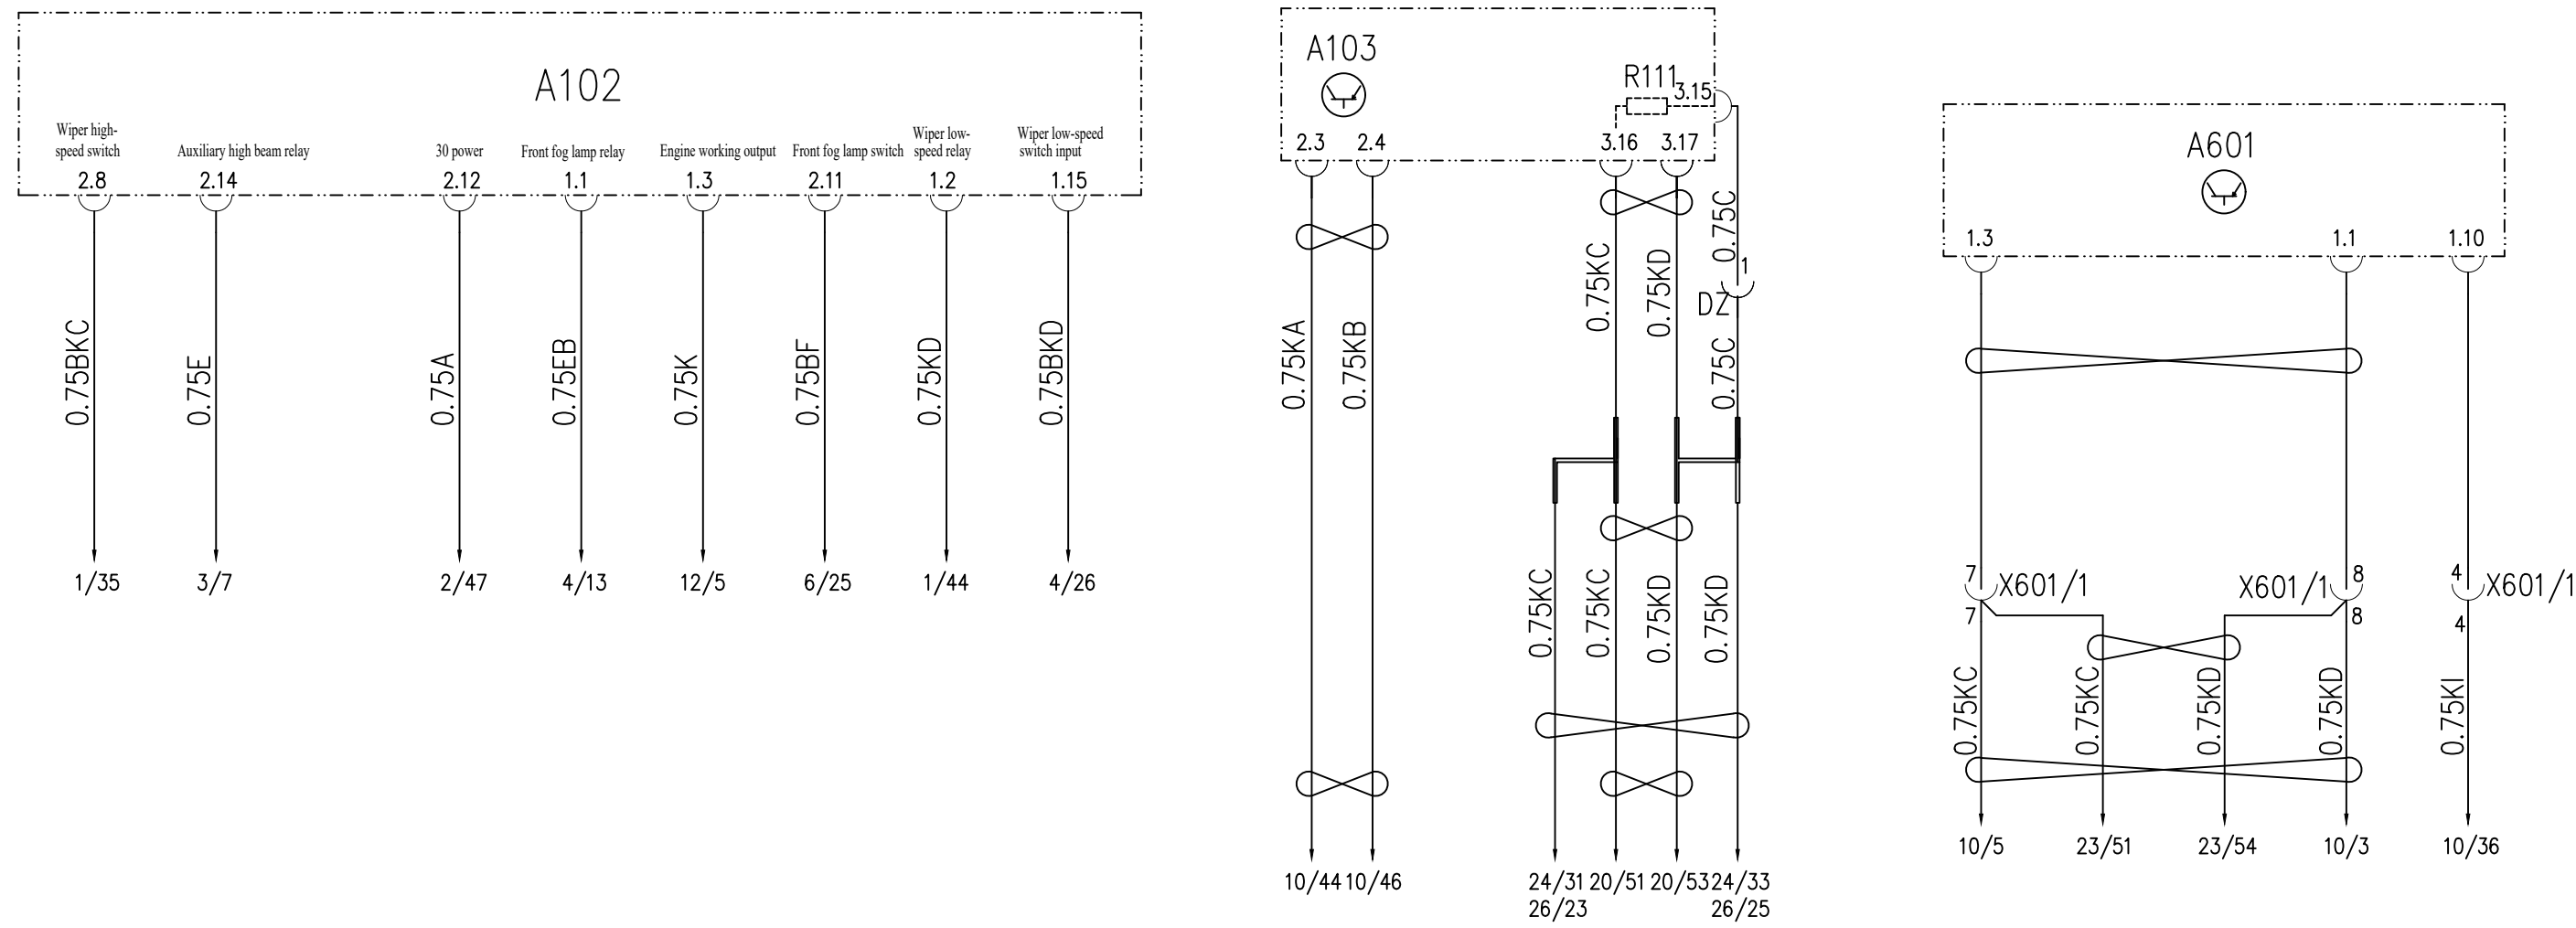 A102
Wiper high-
speed switch
Auxiliary high beam relay
30 power
Front fog lamp relay
Engine working output
Front fog lamp switch
Wiper low-
speed relay
Wiper low-speed
switch input
2.8
2.14
2.12
1.1
1.3
2.11
1.2
1.15
0.75BKC
0.75E
0.75A
0.75EB
0.75K
0.75BF
0.75KD
0.75BKD
1/35
3/7
2/47
4/13
12/5
6/25
1/44
4/26
A103
R111
3.15
2.3
2.4
3.16
3.17
0.75KA
0.75KB
0.75KC
0.75KD
0.75C
1
DZ
0.75C
0.75KC
0.75KC
0.75KD
0.75KD
10/44
10/46
24/31
20/51
20/53
24/33
26/23
26/25
A601
1.3
1.1
1.10
7
X601/1
X601/1
8
4
X601/1
7
8
4
0.75KC
0.75KC
0.75KD
0.75KD
0.75KI
10/5
23/51
23/54
10/3
10/36